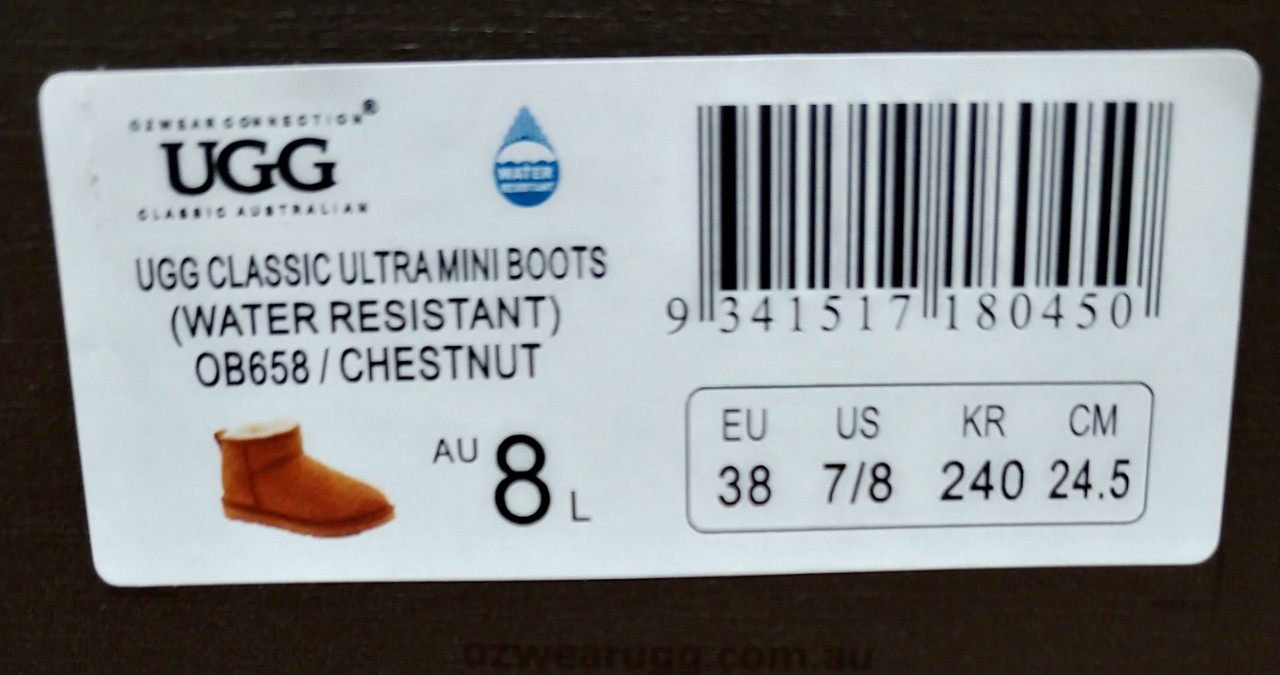 OZWEAR CONNECTION®
UGG
CLASSIC AUSTRALIAN
WATER
RESISTANT
UGG CLASSIC ULTRA MINI BOOTS
(WATER RESISTANT)
OB658 / CHESTNUT
AU 8 L
9 341517 180450
EU US KR CM
38 7/8 240 24.5
ozwearugg.com.au